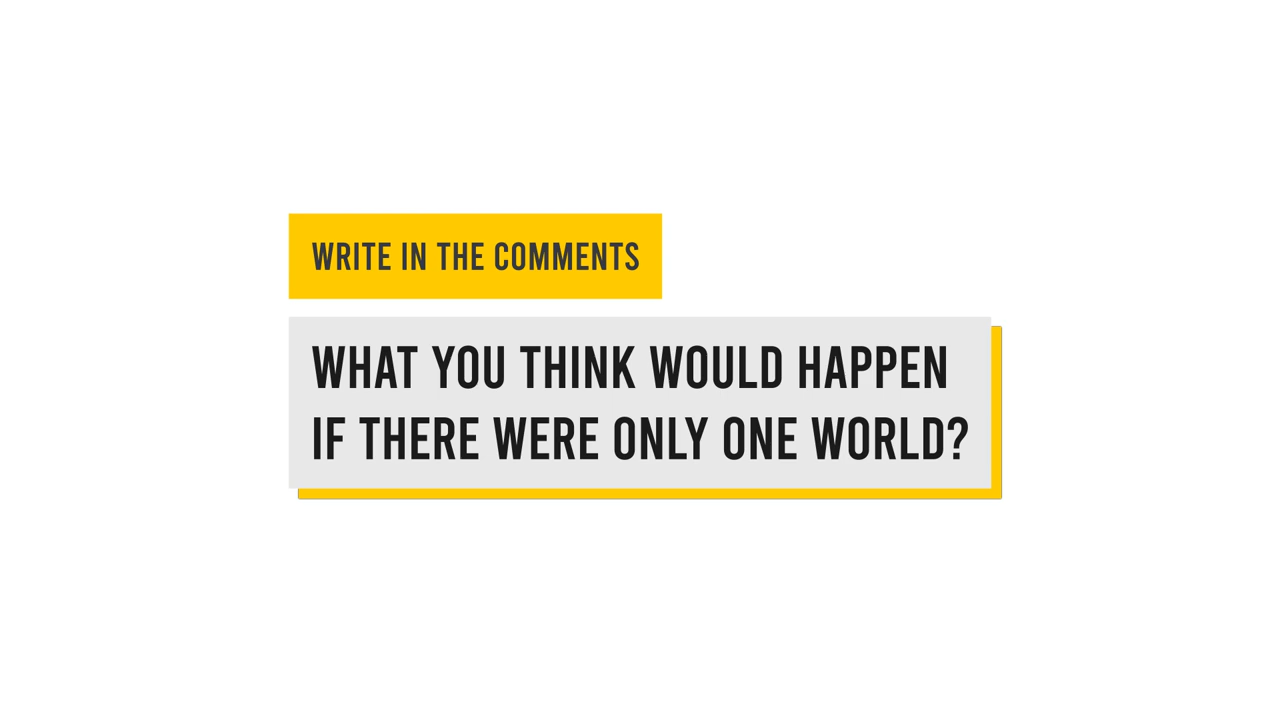 WRITE IN THE COMMENTS
WHAT YOU THINK WOULD HAPPEN
IF THERE WERE ONLY ONE WORLD?